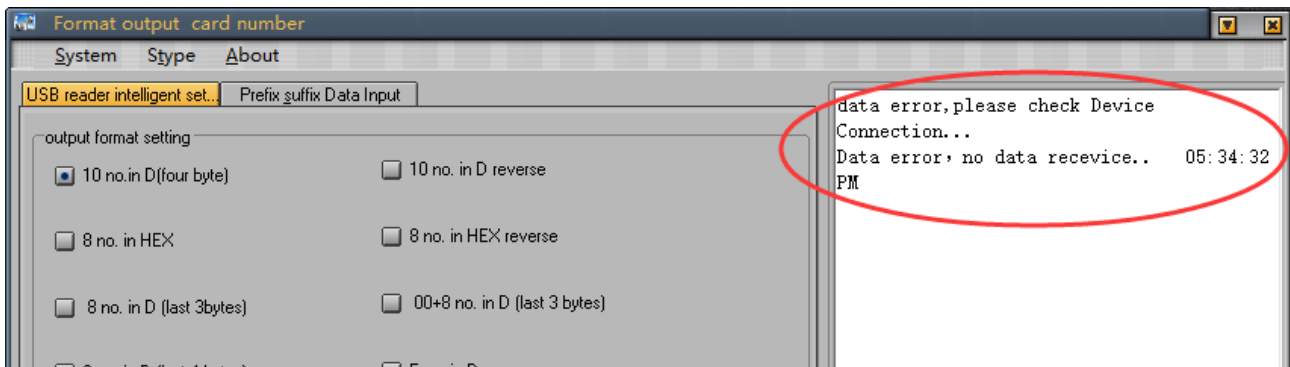 Format output card number
System Stype About
USB reader intelligent set...
Prefix suffix Data Input
output format setting
10 no.in D(four byte)
10 no. in D reverse
8 no. in HEX
8 no. in HEX reverse
8 no. in D (last 3bytes)
00+8 no. in D (last 3 bytes)
data error,please check Device
Connection...
Data error，no data recevice.. 05:34:32
PM